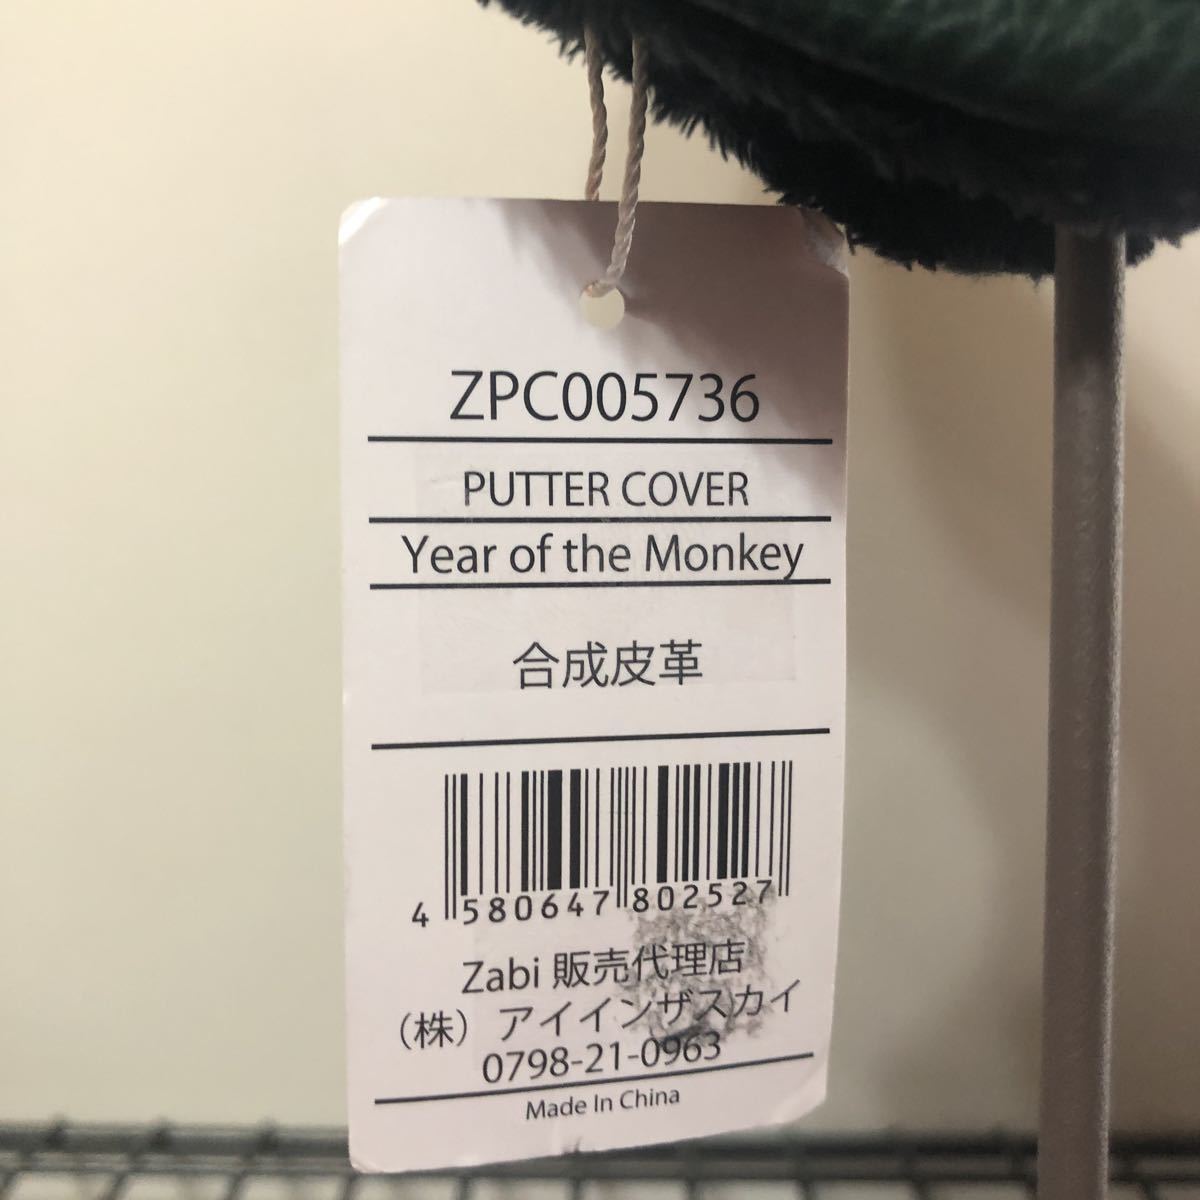 ZPC005736
PUTTER COVER
Year of the Monkey
合成皮革
4 580647 802527
Zabi 販売代理店
（株） アイインザスカイ
0798-21-0963
Made In China